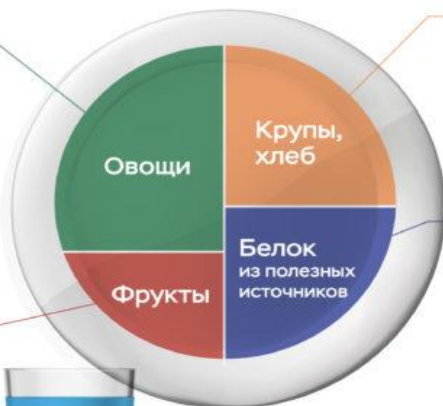 Овощи
Крупы,
хлеб
Фрукты
Белок
из полезных
источников